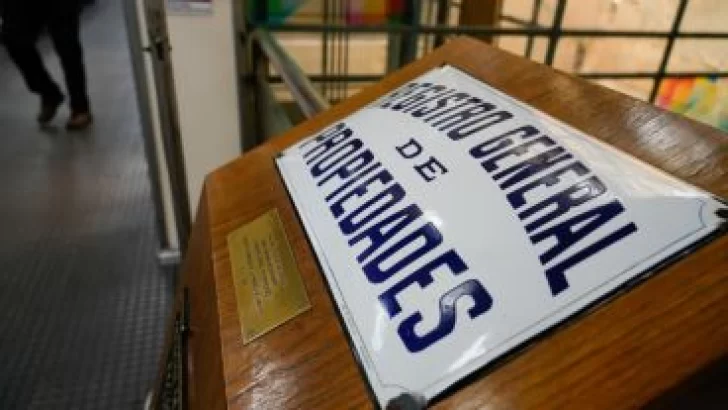 REGISTRO GENERAL
DE
PROPIEDADES